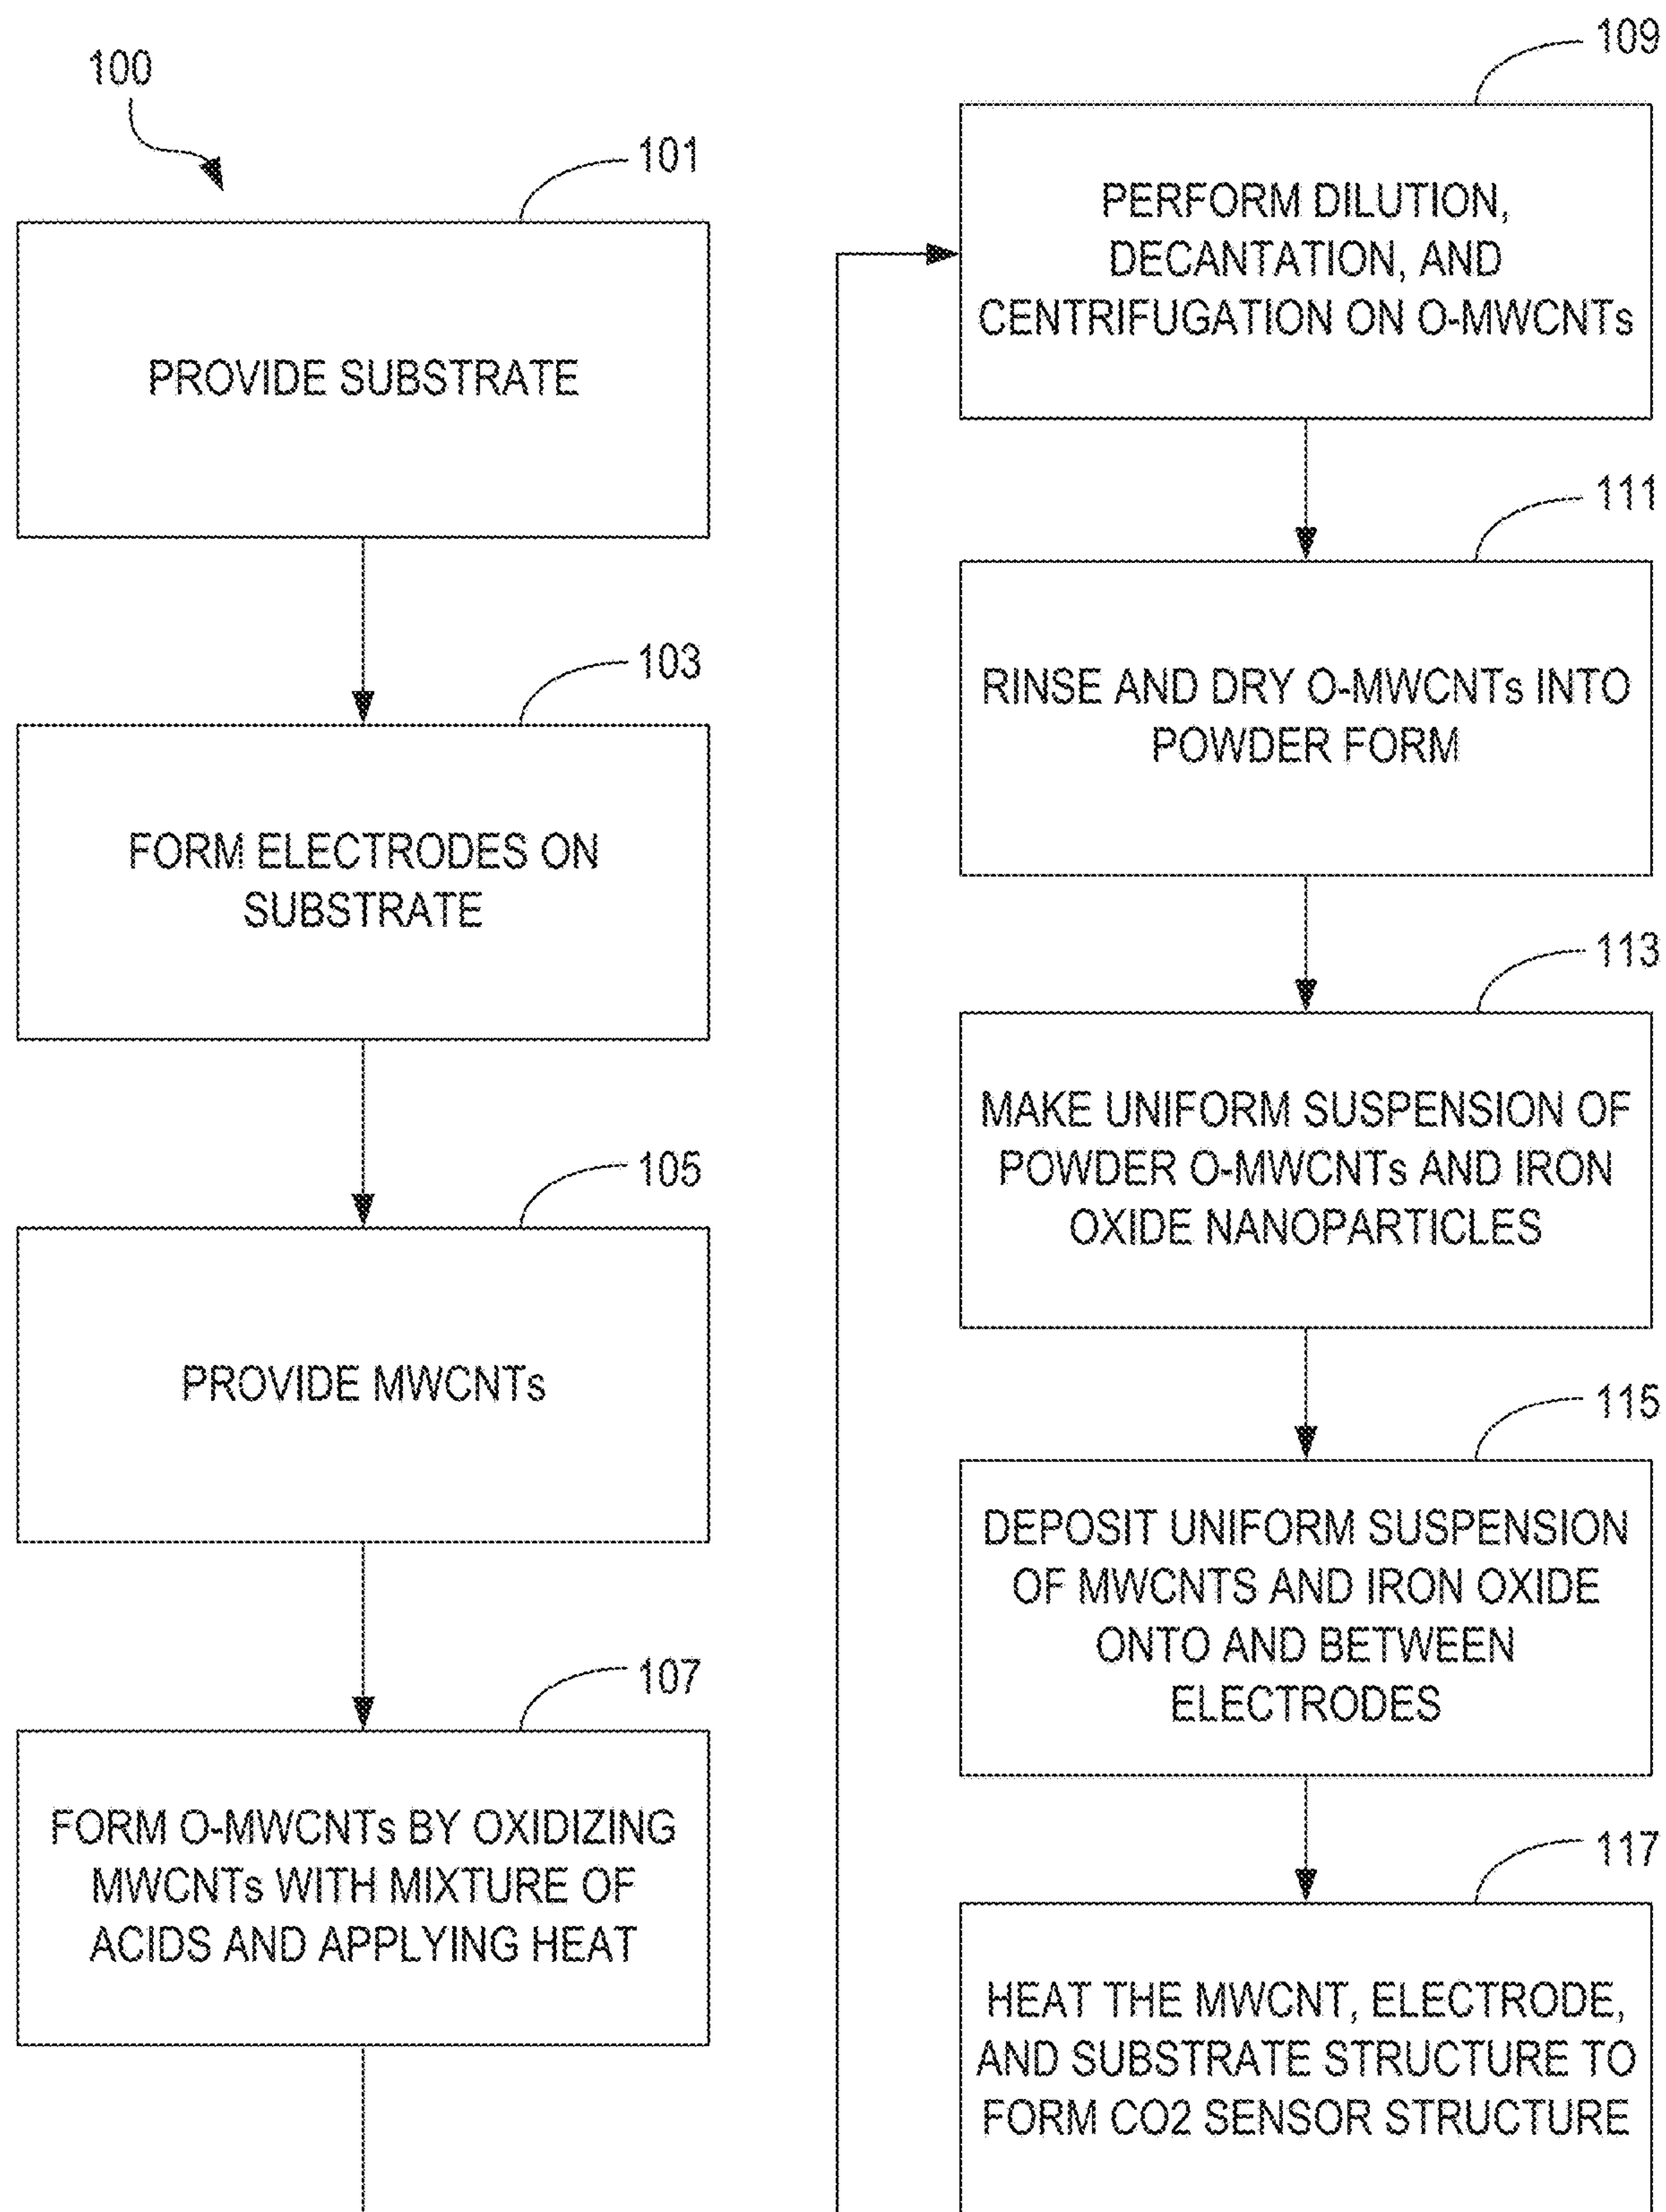 100
101
PROVIDE SUBSTRATE
103
FORM ELECTRODES ON
SUBSTRATE
105
PROVIDE MWCNTs
107
FORM O-MWCNTs BY OXIDIZING
MWCNTs WITH MIXTURE OF
ACIDS AND APPLYING HEAT
109
PERFORM DILUTION,
DECANTATION, AND
CENTRIFUGATION ON O-MWCNTs
111
RINSE AND DRY O-MWCNTs INTO
POWDER FORM
113
MAKE UNIFORM SUSPENSION OF
POWDER O-MWCNTs AND IRON
OXIDE NANOPARTICLES
115
DEPOSIT UNIFORM SUSPENSION
OF MWCNTS AND IRON OXIDE
ONTO AND BETWEEN
ELECTRODES
117
HEAT THE MWCNT, ELECTRODE,
AND SUBSTRATE STRUCTURE TO
FORM CO2 SENSOR STRUCTURE